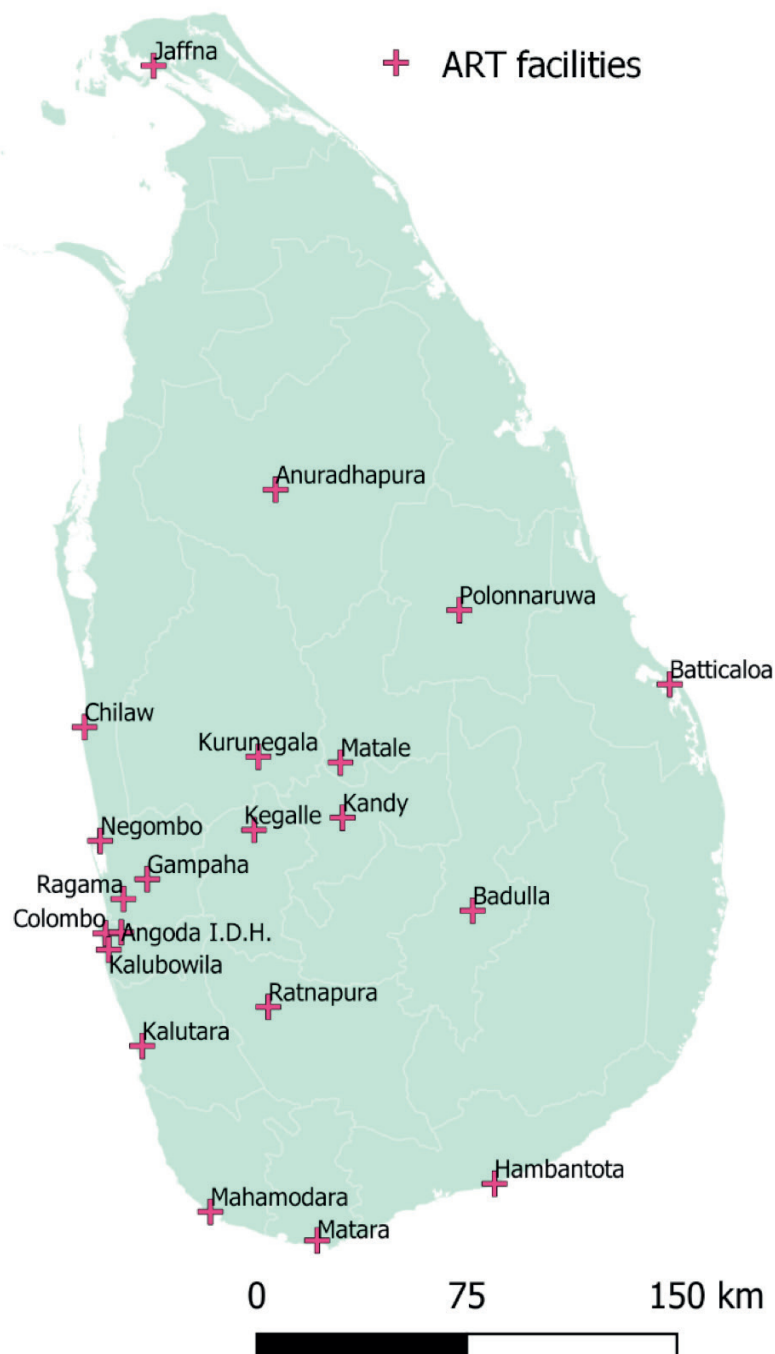 Jaffna
ART facilities
Anuradhapura
Polonnaruwa
Batticaloa
Chilaw
Kurunegala
Matale
Kandy
Kegalle
Negombo
Gampaha
Ragama
Badulla
Colombo
Angoda I.D.H.
Kalubowila
Ratnapura
Kalutara
Hambantota
Mahamodara
Matara
0 75 150 km